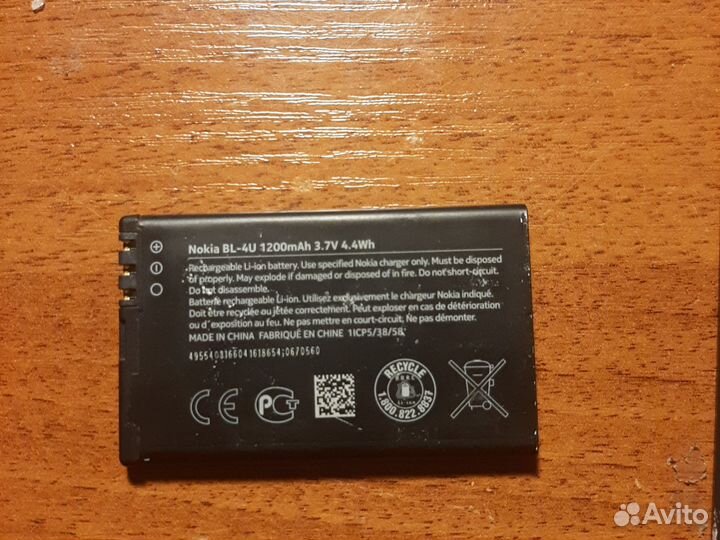 Nokia BL-4U 1200mAh 3.7V 4.4Wh
Rechargeable Li-ion battery. Use specified Nokia charger only. Must be disposed
of properly. May explode if damaged or disposed of in fire. Do not short-circuit.
Do not disassemble.
Batterie rechargeable Li-ion. Utilisez exclusivement le chargeur Nokia indiqué.
Doit être recyclée ou jetée correctement. Peut exploser en cas de détérioration
ou d'exposition au feu. Ne pas mettre en court-circuit. Ne pas démonter.
MADE IN CHINA FABRIQUÉ EN CHINE 1ICP5/38/58
4955408166041618654;0670560
CE
PCT
RECYCLE
Li-ion
1.800.822.8837
Avito